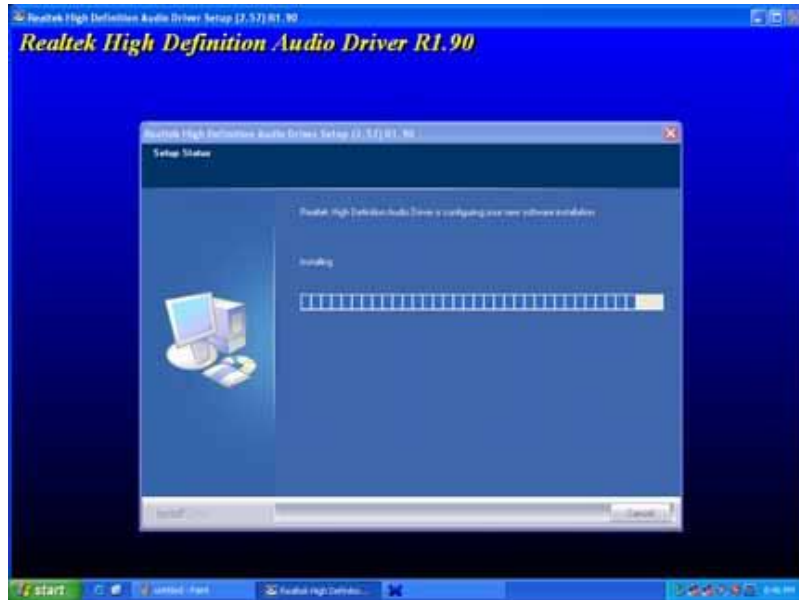 Realtek High Definition Audio Driver Setup (2.57) R1.90
Realtek High Definition Audio Driver R1.90
Realtek High Definition Audio Driver Setup (2.57) R1.90
Setup Status
Realtek High Definition Audio Driver is configuring your new software installation.
Installing
Cancel
start
untitled - Paint
Realtek High Definitio...